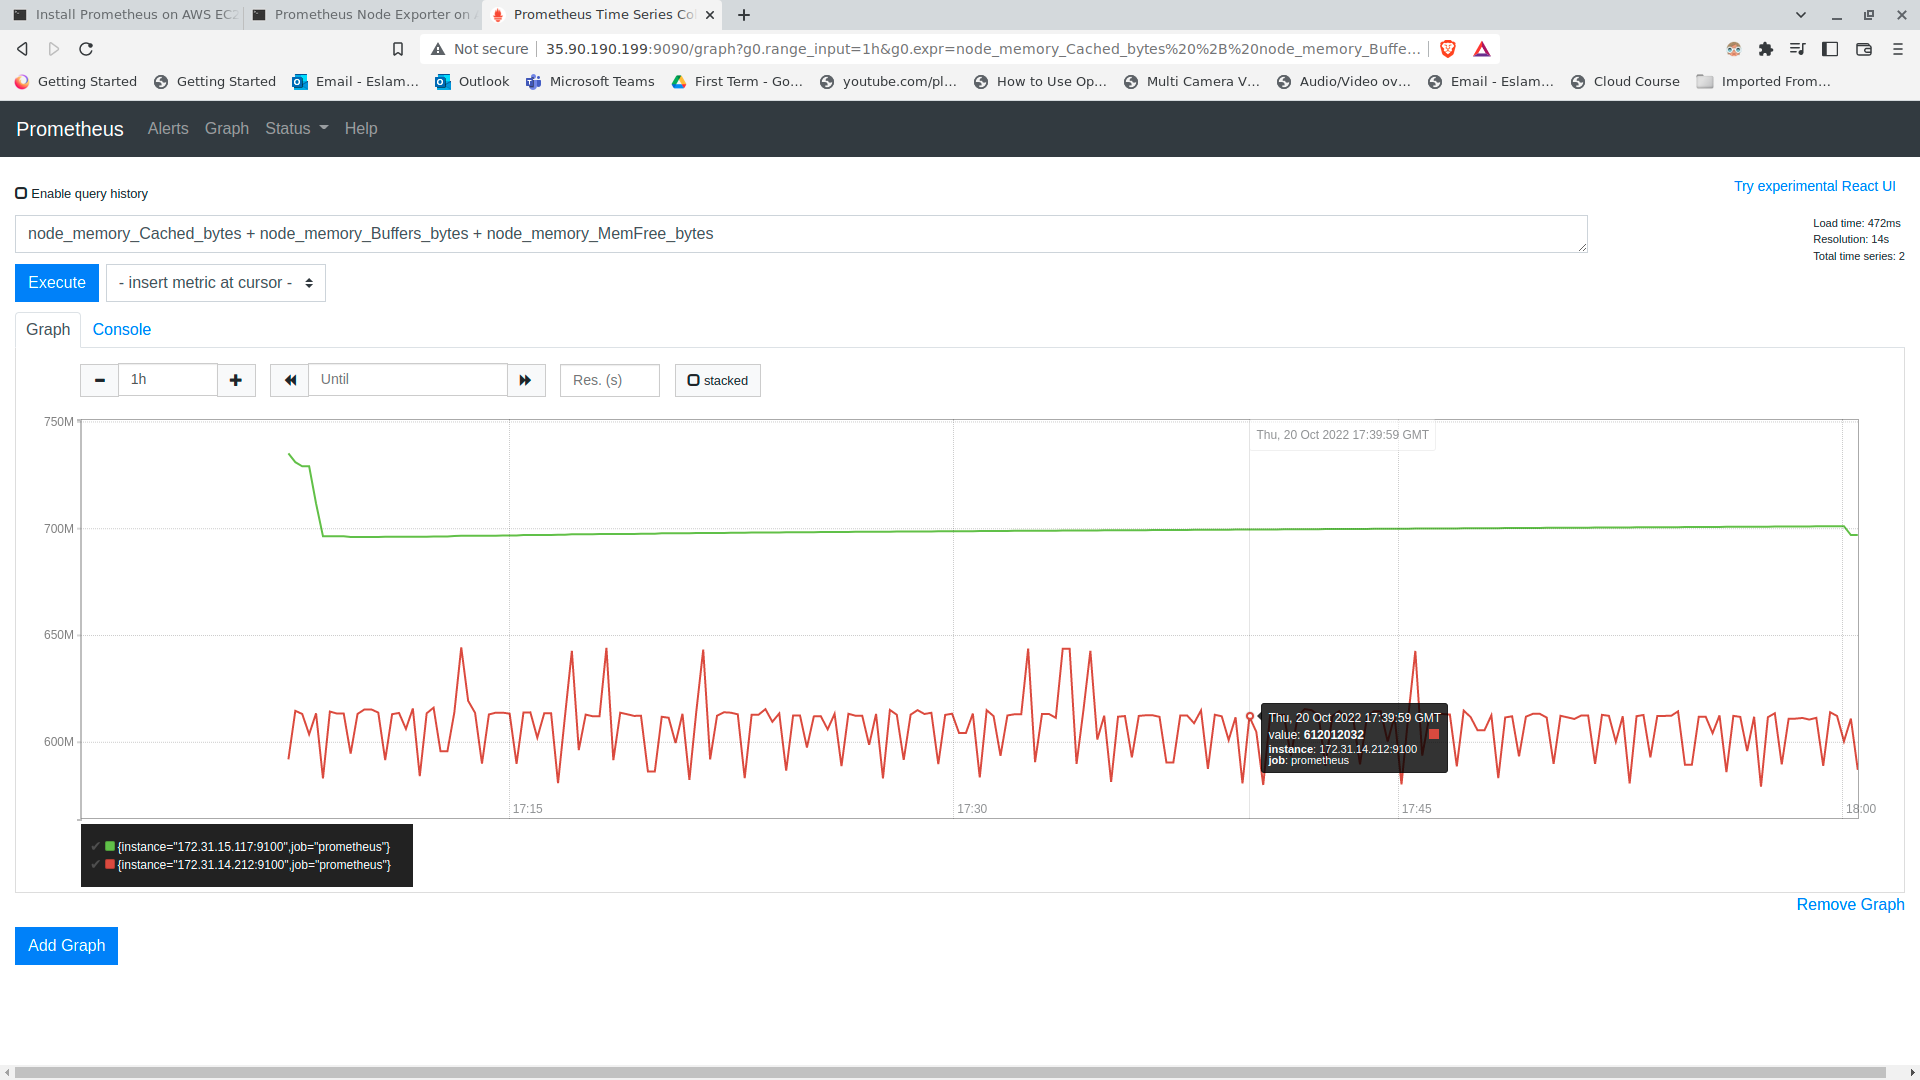 Install Prometheus on AWS EC2
Prometheus Node Exporter on
Prometheus Time Series Co
Not secure
35.90.190.199:9090/graph?g0.range_input=1h&g0.expr=node_memory_Cached_bytes%20%2B%20node_memory_Buffe…
Getting Started
Getting Started
Email - Eslam…
Outlook
Microsoft Teams
First Term - Go…
youtube.com/pl…
How to Use Op…
Multi Camera V…
Audio/Video ov…
Email - Eslam…
Cloud Course
Imported From…
Prometheus
Alerts
Graph
Status
Help
Enable query history
Try experimental React UI
node_memory_Cached_bytes + node_memory_Buffers_bytes + node_memory_MemFree_bytes
Load time: 472ms
Resolution: 14s
Total time series: 2
Execute
- insert metric at cursor -
Graph
Console
1h
Until
Res. (s)
stacked
750M
Thu, 20 Oct 2022 17:39:59 GMT
700M
650M
600M
Thu, 20 Oct 2022 17:39:59 GMT
value: 612012032
instance: 172.31.14.212:9100
job: prometheus
17:15
17:30
17:45
18:00
{instance="172.31.15.117:9100",job="prometheus"}
{instance="172.31.14.212:9100",job="prometheus"}
Remove Graph
Add Graph